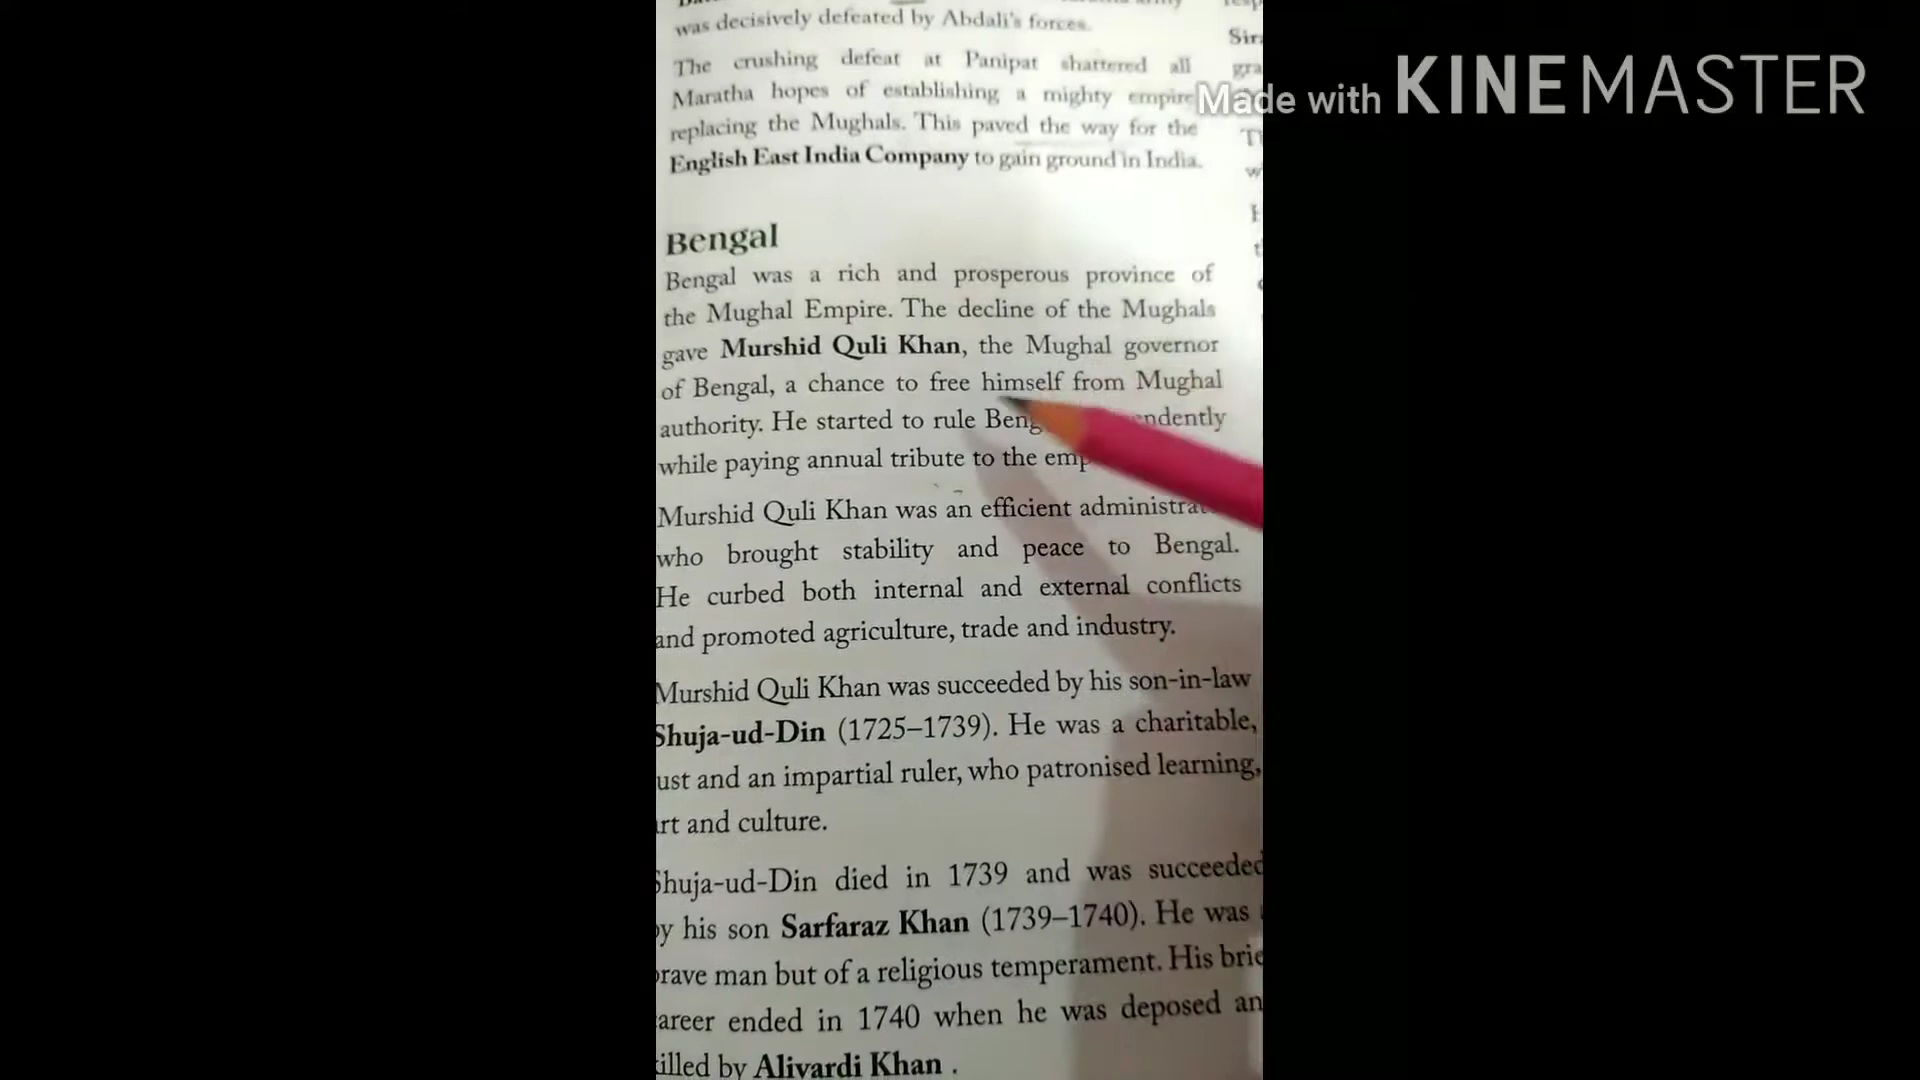 was decisively defeated by Abdali's forces.
The crushing defeat at Panipat shattered all
Maratha hopes of establishing a mighty empire
replacing the Mughals. This paved the way for the
English East India Company to gain ground in India.
Bengal
Bengal was a rich and prosperous province of
the Mughal Empire. The decline of the Mughals
gave Murshid Quli Khan, the Mughal governor
of Bengal, a chance to free himself from Mughal
authority. He started to rule
while paying annual tribute to the
Murshid Quli Khan was an efficient
who brought stability and peace to Bengal.
He curbed both internal and external conflicts
and promoted agriculture, trade and industry.
Murshid Quli Khan was succeeded by his son-in-law
Shuja-ud-Din (1725–1739). He was a charitable,
ust and an impartial ruler, who patronised learning,
rt and culture.
Shuja-ud-Din died in 1739 and was succeeded
y his son Sarfaraz Khan (1739–1740). He was
rave man but of a religious temperament. His brie
areer ended in 1740 when he was deposed an
illed by Alivardi Khan .
Sir
gra
Made with KINEMASTER